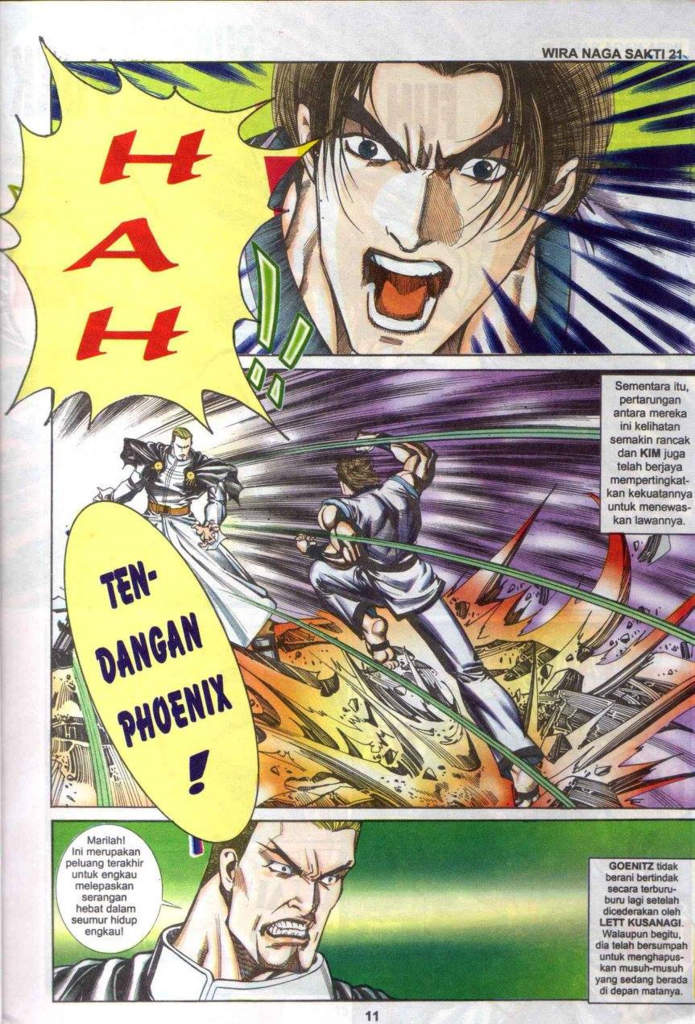 WIRA NAGA SAKTI 21
H
A
H
Sementara itu,
pertarungan
antara mereka
ini kelihatan
semakin rancak
dan KIM juga
telah berjaya
mempertingkat-
kan kekuatannya
untuk menewas-
kan lawannya.
TEN-
DANGAN
PHOENIX
!
Marilah!
Ini merupakan
peluang terakhir
untuk engkau
melepaskan
serangan
hebat dalam
seumur hidup
engkau!
GOENITZ tidak
berani bertindak
secara terburu-
buru lagi setelah
dicederakan oleh
LETT KUSANAGI.
Walaupun begitu,
dia telah bersumpah
untuk menghapus-
kan musuh-musuh
yang sedang berada
di depan matanya.
11